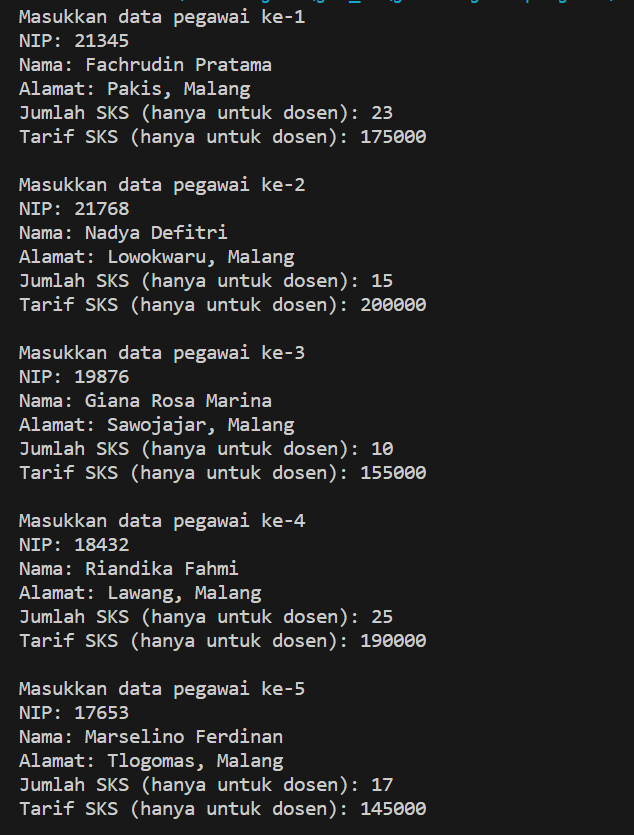 Masukkan data pegawai ke-1
NIP: 21345
Nama: Fachrudin Pratama
Alamat: Pakis, Malang
Jumlah SKS (hanya untuk dosen): 23
Tarif SKS (hanya untuk dosen): 175000

Masukkan data pegawai ke-2
NIP: 21768
Nama: Nadya Defitri
Alamat: Lowokwaru, Malang
Jumlah SKS (hanya untuk dosen): 15
Tarif SKS (hanya untuk dosen): 200000

Masukkan data pegawai ke-3
NIP: 19876
Nama: Giana Rosa Marina
Alamat: Sawojajar, Malang
Jumlah SKS (hanya untuk dosen): 10
Tarif SKS (hanya untuk dosen): 155000

Masukkan data pegawai ke-4
NIP: 18432
Nama: Riandika Fahmi
Alamat: Lawang, Malang
Jumlah SKS (hanya untuk dosen): 25
Tarif SKS (hanya untuk dosen): 190000

Masukkan data pegawai ke-5
NIP: 17653
Nama: Marselino Ferdinan
Alamat: Tlogomas, Malang
Jumlah SKS (hanya untuk dosen): 17
Tarif SKS (hanya untuk dosen): 145000